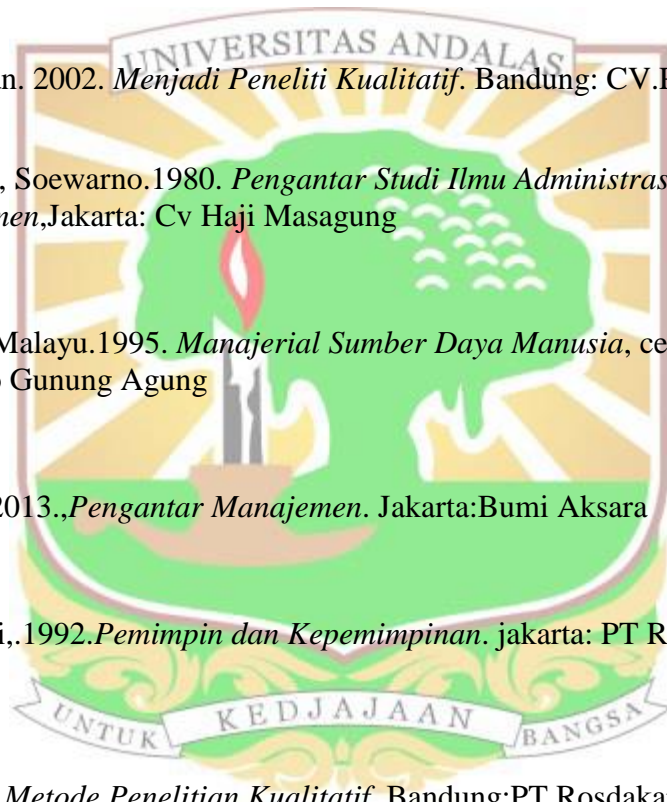 UNIVERSITAS ANDALAS
an. 2002. Menjadi Peneliti Kualitatif. Bandung: CV.P
, Soewarno.1980. Pengantar Studi Ilmu Administras
men,Jakarta: Cv Haji Masagung
Malayu.1995. Manajerial Sumber Daya Manusia, ce
Gunung Agung
2013.,Pengantar Manajemen. Jakarta:Bumi Aksara
i,.1992.Pemimpin dan Kepemimpinan. jakarta: PT R
UNTUK KEDJAJAAN BANGSA
Metode Penelitian Kualitatif. Bandung:PT Rosdaka